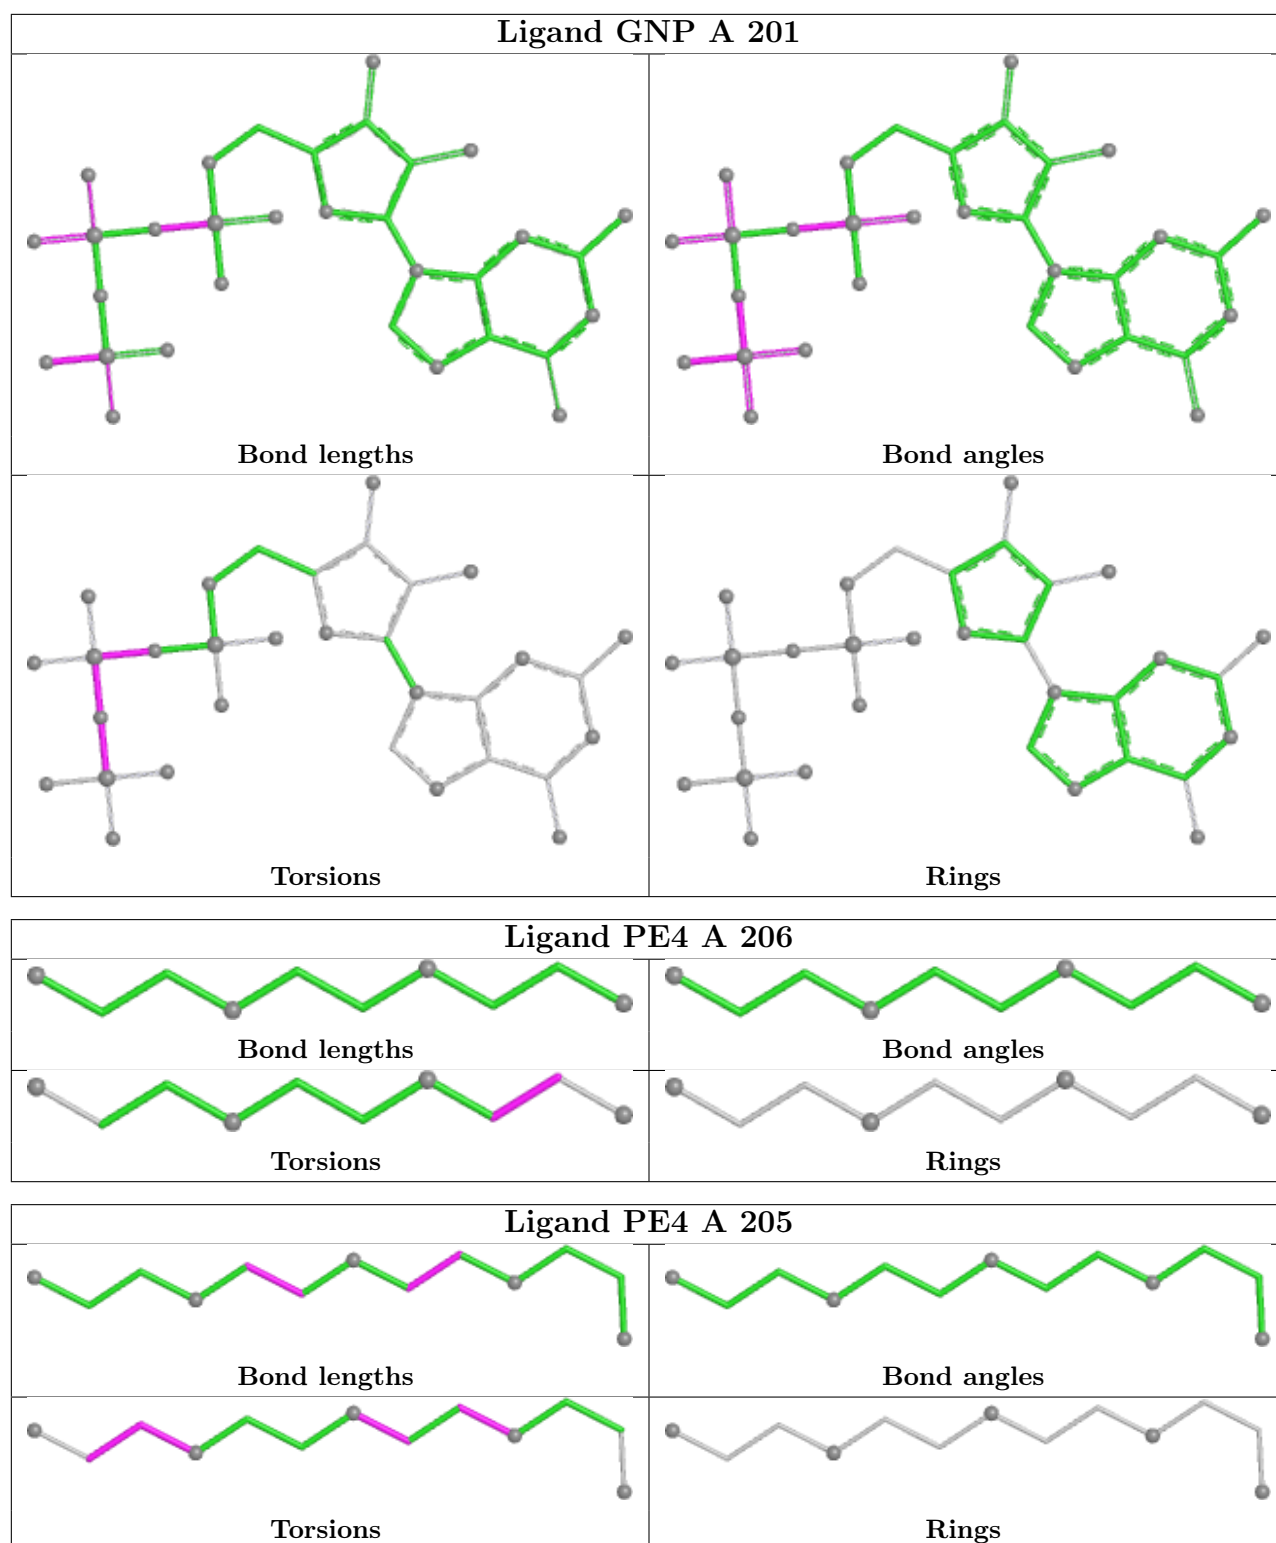 Ligand GNP A 201
Bond lengths
Bond angles
Torsions
Rings
Ligand PE4 A 206
Bond lengths
Bond angles
Torsions
Rings
Ligand PE4 A 205
Bond lengths
Bond angles
Torsions
Rings